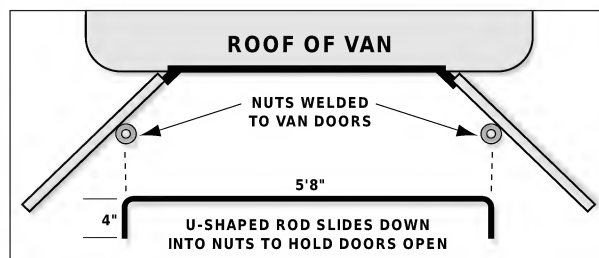 ROOF OF VAN
NUTS WELDED
TO VAN DOORS
5'8"
4"
U-SHAPED ROD SLIDES DOWN
INTO NUTS TO HOLD DOORS OPEN